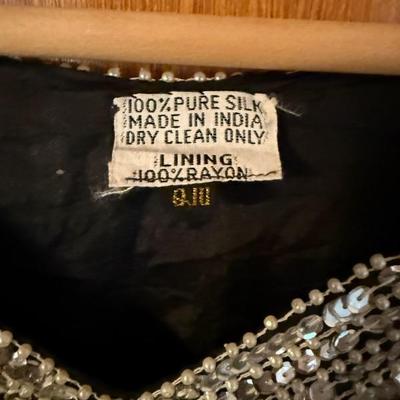 100% PURE SILK
MADE IN INDIA
DRY CLEAN ONLY
LINING
100% RAYON